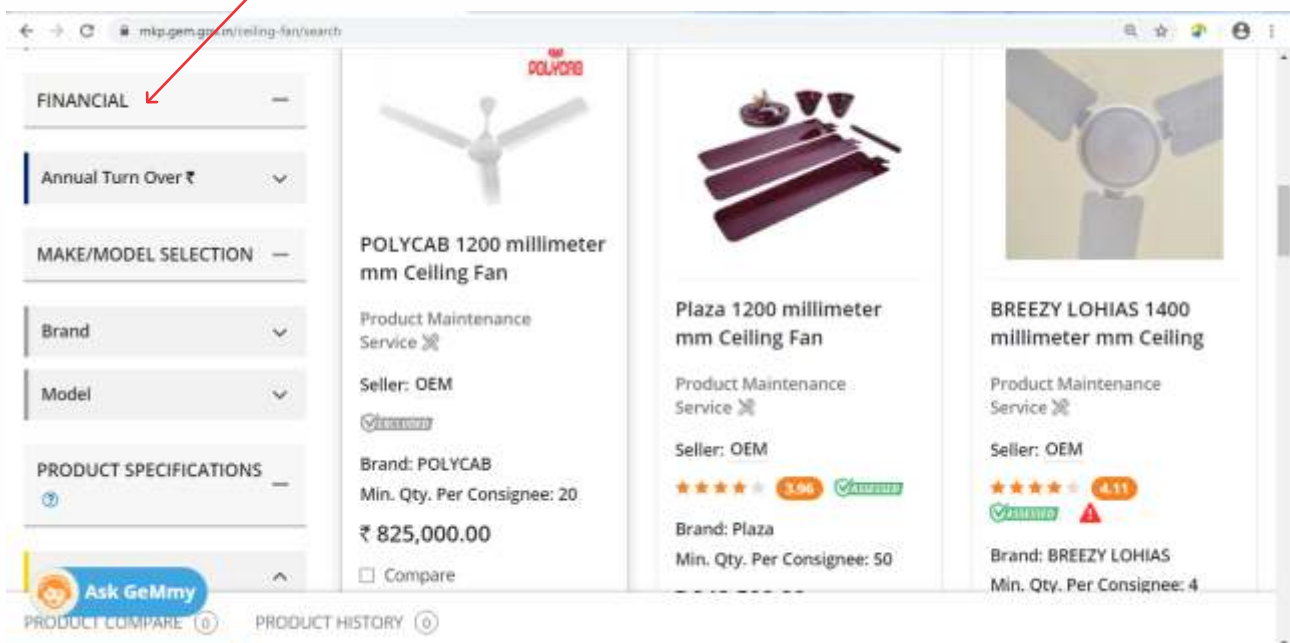 mkp.gem.gov.in/ceiling-fan/search
FINANCIAL
Annual Turn Over ₹
MAKE/MODEL SELECTION
Brand
Model
PRODUCT SPECIFICATIONS
Ask GeMmy
POLYCAB
POLYCAB 1200 millimeter
mm Ceiling Fan
Product Maintenance
Service
Seller: OEM
EXCLUDED
Brand: POLYCAB
Min. Qty. Per Consignee: 20
₹ 825,000.00
Compare
Plaza 1200 millimeter
mm Ceiling Fan
Product Maintenance
Service
Seller: OEM
3.96 ASSESSED
Brand: Plaza
Min. Qty. Per Consignee: 50
BREEZY LOHIAS 1400
millimeter mm Ceiling
Product Maintenance
Service
Seller: OEM
4.11
ASSESSED
Brand: BREEZY LOHIAS
Min. Qty. Per Consignee: 4
PRODUCT COMPARE 0 PRODUCT HISTORY 0